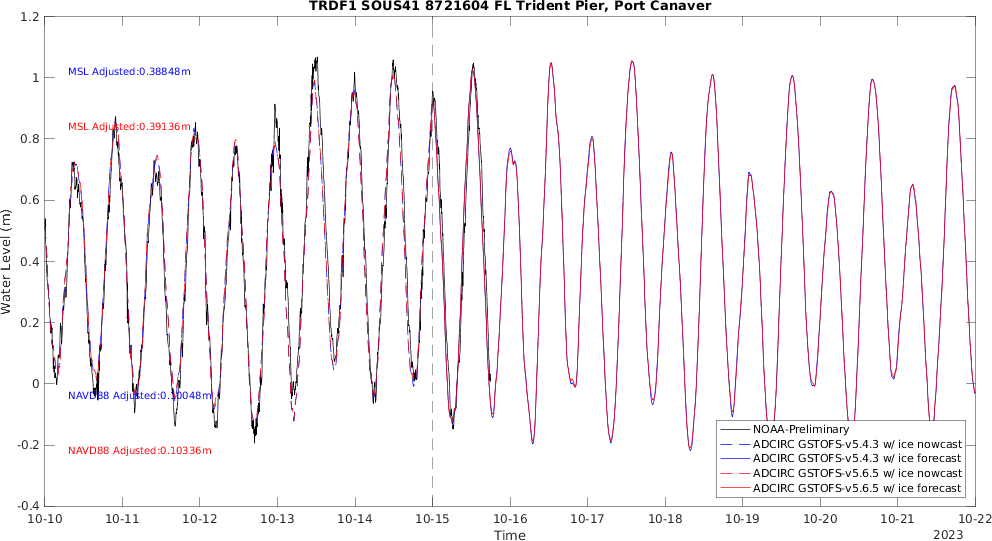 TRDF1 SOUS41 8721604 FL Trident Pier, Port Canaver
1.2
1
0.8
0.6
0.4
0.2
0
-0.2
-0.4
Water Level (m)
MSL Adjusted:0.38848m
MSL Adjusted:0.39136m
NAVD88 Adjusted:0.10048m
NAVD88 Adjusted:0.10336m
NOAA-Preliminary
ADCIRC GSTOFS-v5.4.3 w/ ice nowcast
ADCIRC GSTOFS-v5.4.3 w/ ice forecast
ADCIRC GSTOFS-v5.6.5 w/ ice nowcast
ADCIRC GSTOFS-v5.6.5 w/ ice forecast
10-10 10-11 10-12 10-13 10-14 10-15 10-16 10-17 10-18 10-19 10-20 10-21 10-22
Time
2023